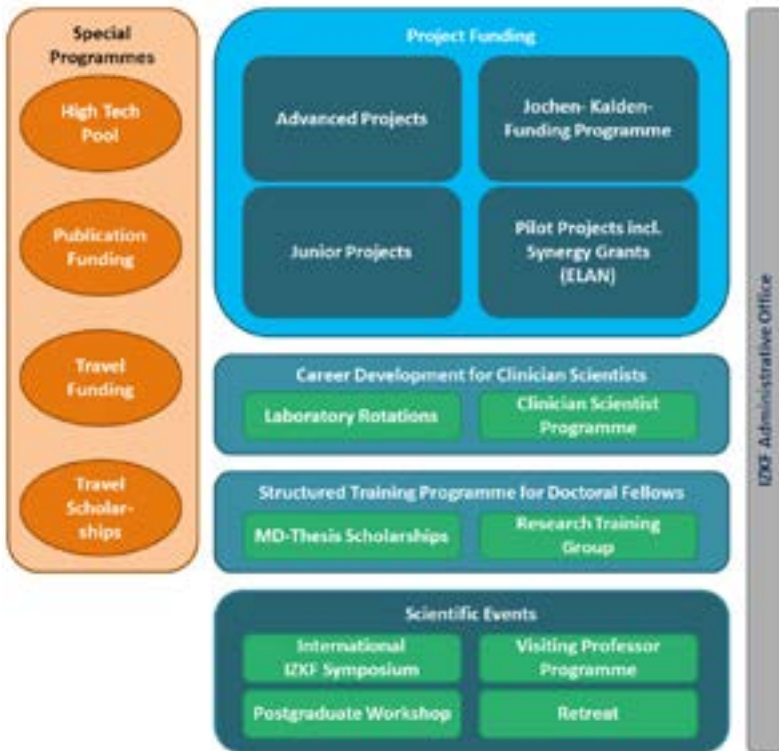 Special
Programmes
High Tech
Pool
Publication
Funding
Travel
Funding
Travel
Scholar-
ships
Project Funding
Advanced Projects
Jochen- Kalden-
Funding Programme
Junior Projects
Pilot Projects incl.
Synergy Grants
(ELAN)
Career Development for Clinician Scientists
Laboratory Rotations
Clinician Scientist
Programme
Structured Training Programme for Doctoral Fellows
MD-Thesis Scholarships
Research Training
Group
Scientific Events
International
IZKF Symposium
Visiting Professor
Programme
Postgraduate Workshop
Retreat
IZKF Administrative Office